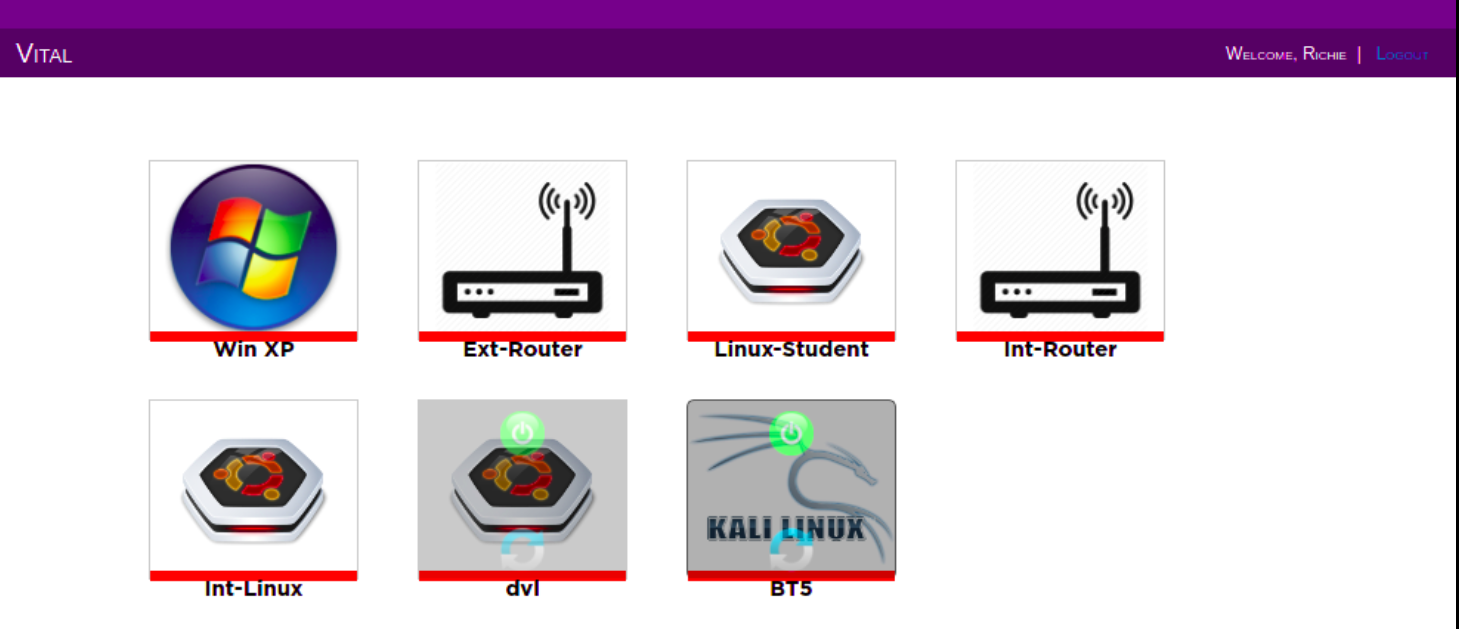 Vital
Welcome, Richie | Logout
Win XP
Ext-Router
Linux-Student
Int-Router
KALI LINUX
Int-Linux
dvl
BT5